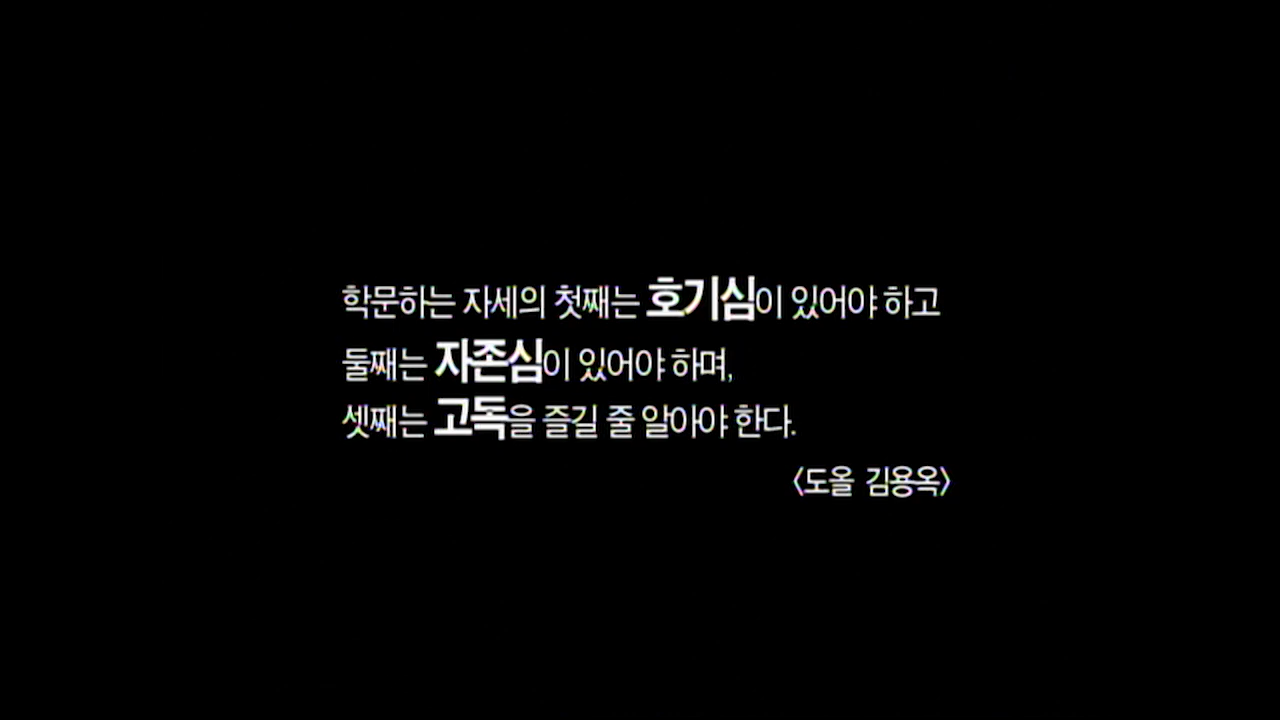 학문하는 자세의 첫째는 호기심이 있어야 하고
둘째는 자존심이 있어야 하며,
셋째는 고독을 즐길 줄 알아야 한다.
<도올 김용옥>